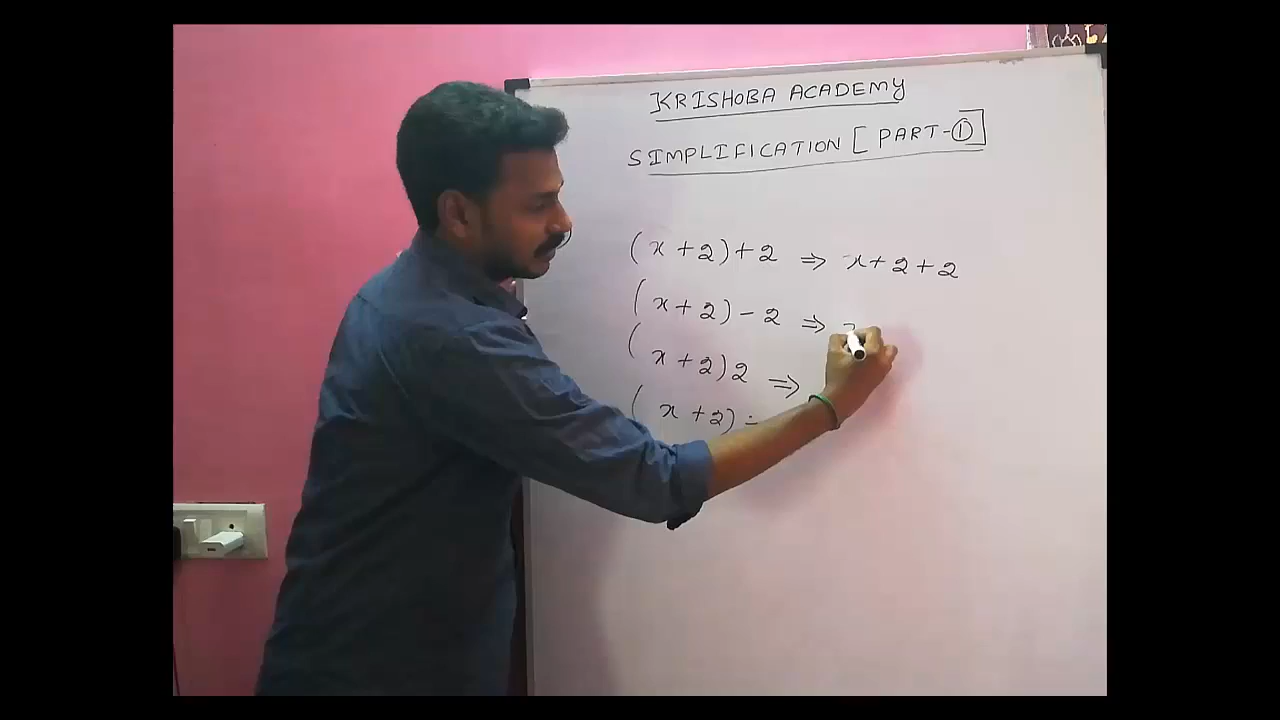 KRISHOBA ACADEMY
SIMPLIFICATION [PART-①]
(x+2)+2 ⇒ x+2+2
(x+2)-2 ⇒
(x+2)2 ⇒
(x+2)